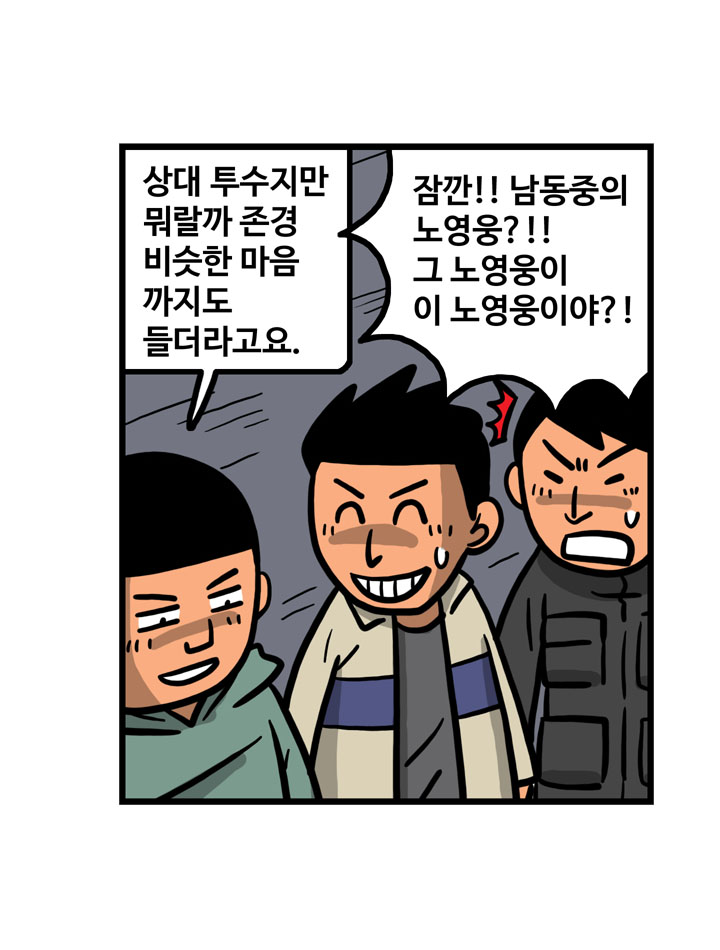 상대 투수지만
뭐랄까 존경
비슷한 마음
까지도
들더라고요.
잠깐!! 남동중의
노영웅?!!
그 노영웅이
이 노영웅이야?!